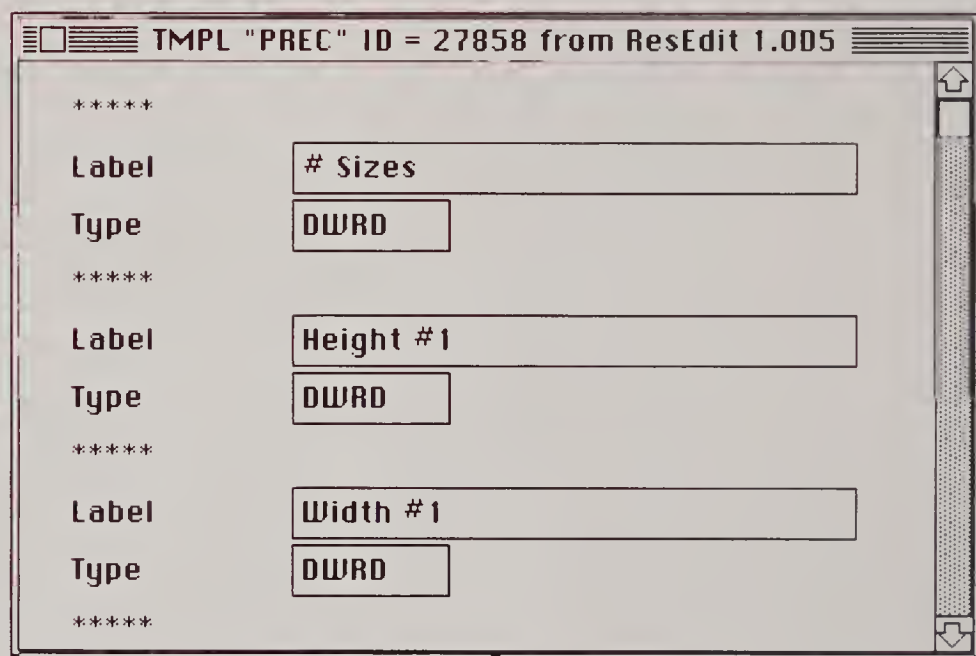 TMPL "PREC" ID = 27858 from ResEdit 1.0D5
*****
Label # Sizes
Type DWRD
*****
Label Height #1
Type DWRD
*****
Label Width #1
Type DWRD
*****